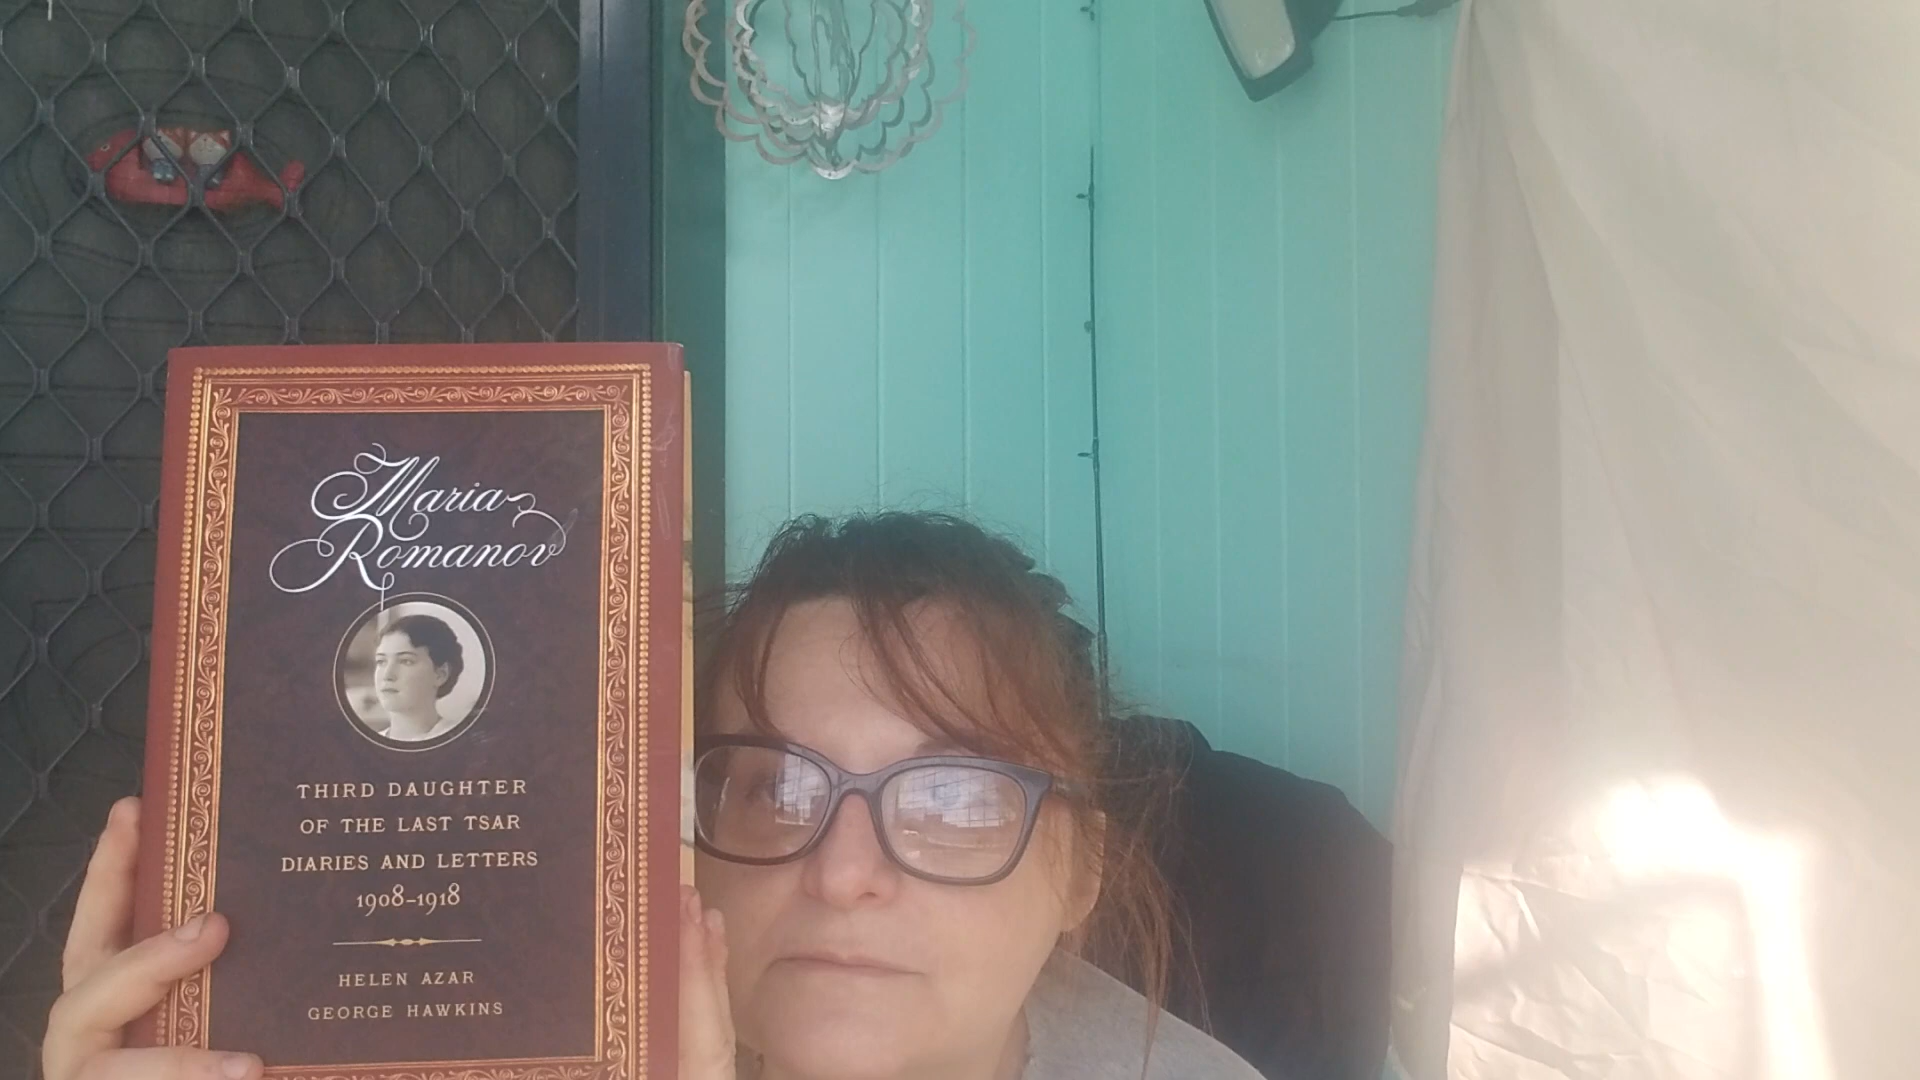 Maria
Romanov
THIRD DAUGHTER
OF THE LAST TSAR
DIARIES AND LETTERS
1908–1918
HELEN AZAR
GEORGE HAWKINS